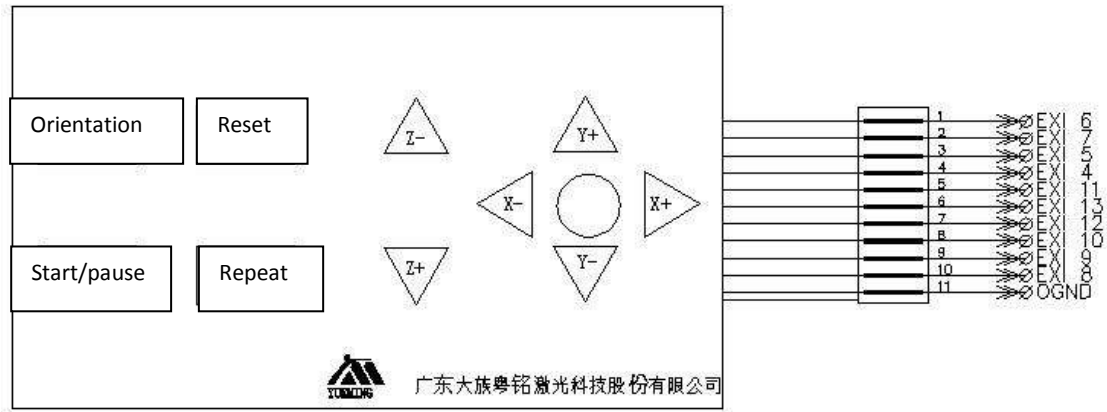 Orientation
Reset
Z-
Y+
X-
X+
Start/pause
Repeat
Z+
Y-
YUEMING
广东大族粤铭激光科技股份有限公司
1 EXI 6
2 EXI 7
3 EXI 5
4 EXI 4
5 EXI 11
6 EXI 13
7 EXI 12
8 EXI 10
9 EXI 9
10 EXI 8
11 OGND